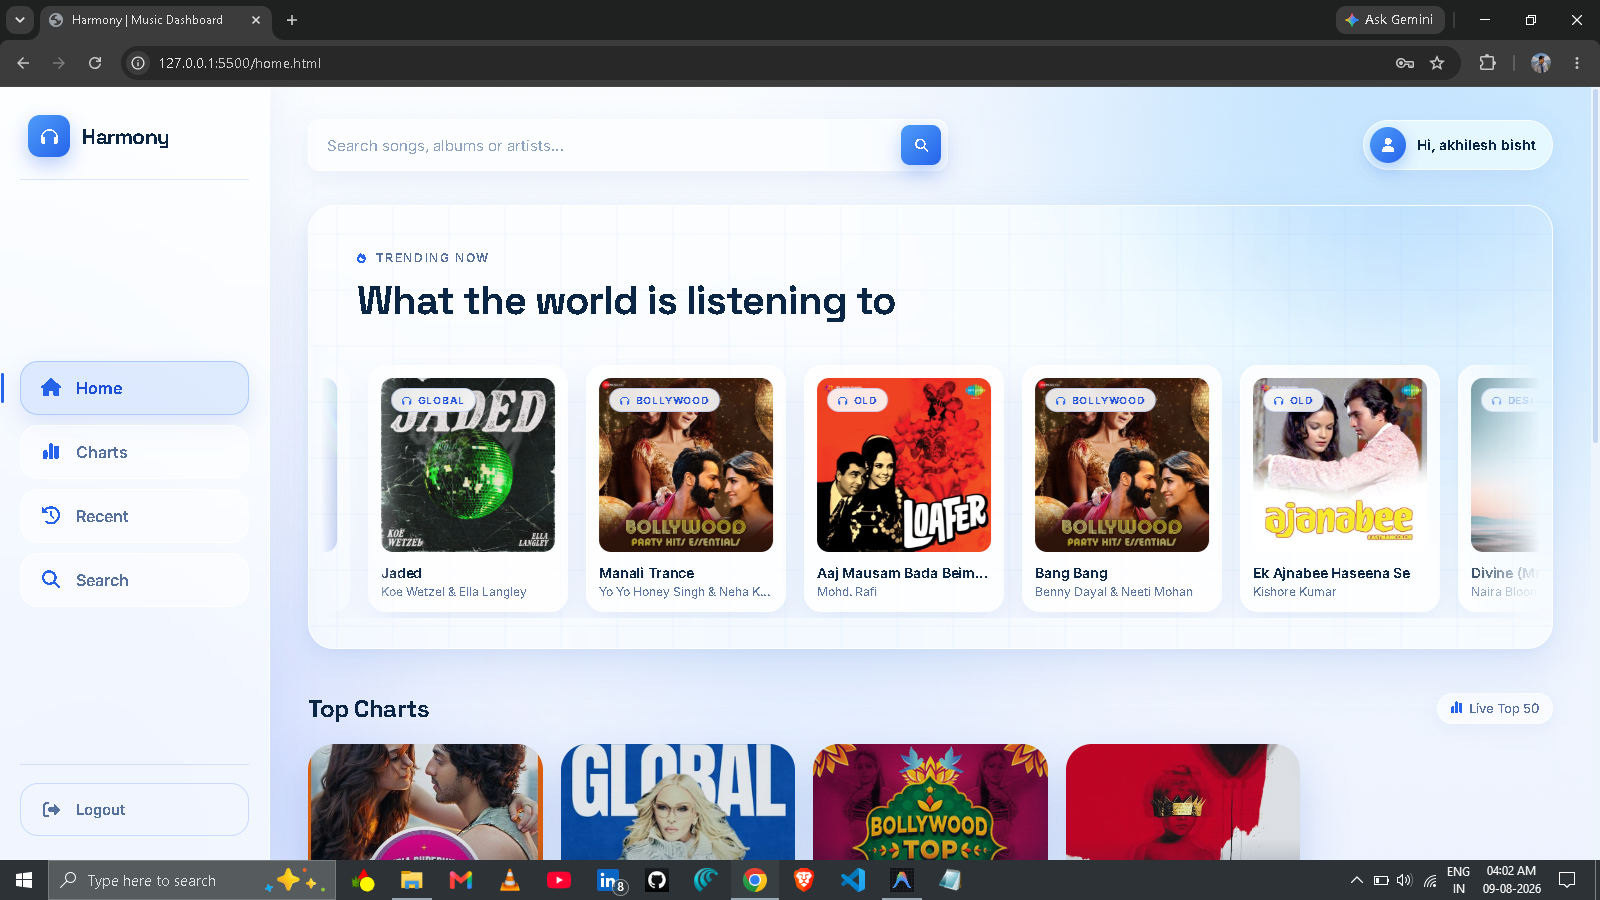 Harmony | Music Dashboard
Ask Gemini
127.0.0.1:5500/home.html
Harmony
Search songs, albums or artists...
Hi, akhilesh bisht
TRENDING NOW
What the world is listening to
Home
Charts
Recent
Search
Logout
GLOBAL
JADED
KOE WETZEL
ELLA LANGLEY
Jaded
Koe Wetzel & Ella Langley
BOLLYWOOD
BOLLYWOOD
PARTY HITS ESSENTIALS
Manali Trance
Yo Yo Honey Singh & Neha K...
OLD
LOAFER
Aaj Mausam Bada Beim...
Mohd. Rafi
BOLLYWOOD
BOLLYWOOD
PARTY HITS ESSENTIALS
Bang Bang
Benny Dayal & Neeti Mohan
OLD
ajanabee
Ek Ajnabee Haseena Se
Kishore Kumar
DESI
Divine (M
Naira Bloo
Top Charts
Live Top 50
GLOBAL
BOLLYWOOD
TOP
Type here to search
8
ENG
IN
04:02 AM
09-08-2026